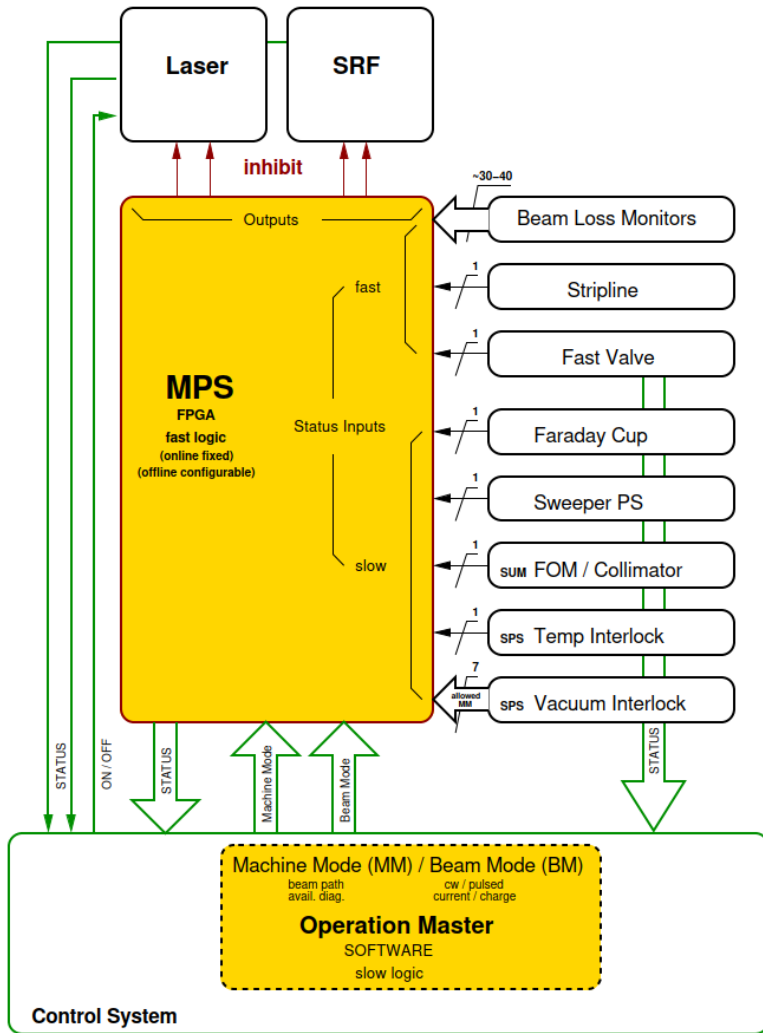 Laser
SRF
inhibit
~30−40
Outputs
Beam Loss Monitors
1
fast
Stripline
1
Fast Valve
MPS
FPGA
fast logic
(online fixed)
(offline configurable)
Status Inputs
1
Faraday Cup
1
Sweeper PS
1
slow
SUM FOM / Collimator
1
SPS Temp Interlock
7
allowed
MM
SPS Vacuum Interlock
STATUS
ON / OFF
STATUS
Machine Mode
Beam Mode
STATUS
Machine Mode (MM) / Beam Mode (BM)
beam path cw / pulsed
avail. diag. current / charge
Operation Master
SOFTWARE
slow logic
Control System